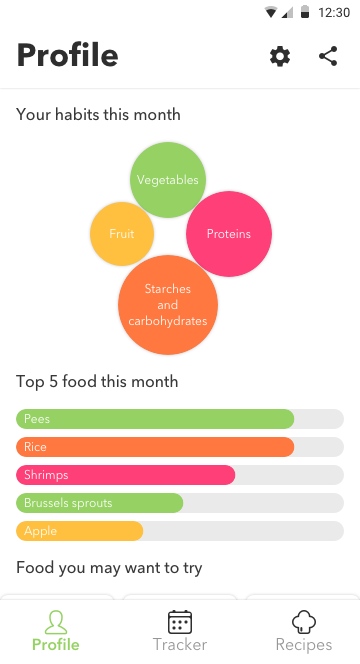 12:30
Profile
Your habits this month
Vegetables
Fruit
Proteins
Starches
and
carbohydrates
Top 5 food this month
Pees
Rice
Shrimps
Brussels sprouts
Apple
Food you may want to try
Profile
Tracker
Recipes